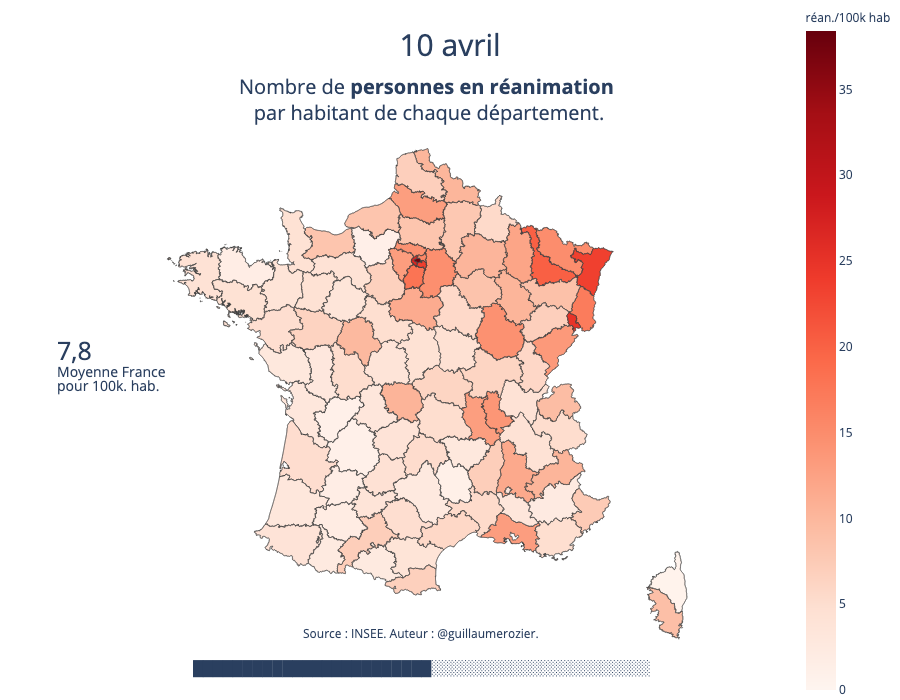 réan./100k hab
10 avril
Nombre de personnes en réanimation
par habitant de chaque département.
35
30
25
20
15
10
5
0
7,8
Moyenne France
pour 100k. hab.
Source : INSEE. Auteur : @guillaumerozier.